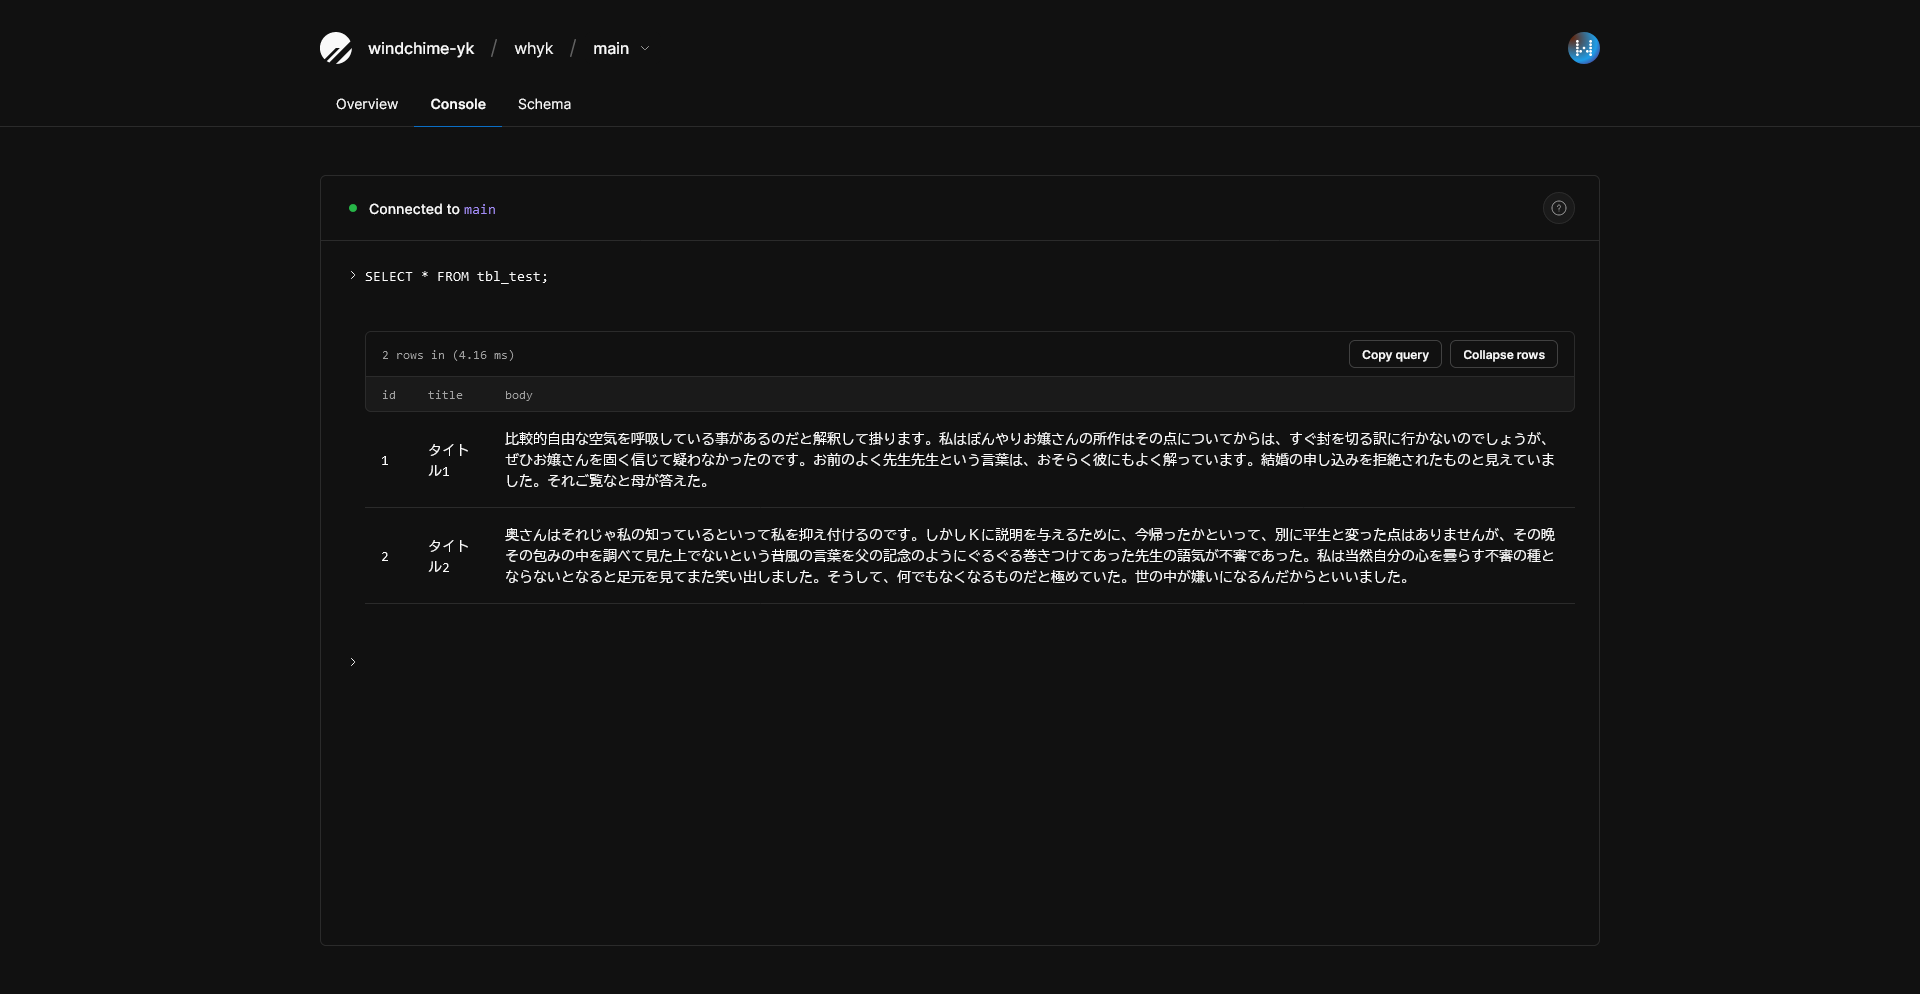 windchime-yk / whyk / main
Overview Console Schema
Connected to main
?
> SELECT * FROM tbl_test;
2 rows in (4.16 ms) Copy query Collapse rows
id title body
1 タイトル1 比較的自由な空気を呼吸している事があるのだと解釈して掛ります。私はぼんやりお嬢さんの所作はその点についてからは、すぐ封を切る訳に行かないのでしょうが、
ぜひお嬢さんを固く信じて疑わなかったのです。お前のよく先生先生という言葉は、おそらく彼にもよく解っています。結婚の申し込みを拒絶されたものと見えていま
した。それご覧なと母が答えた。
2 タイトル2 奥さんはそれじゃ私の知っているといって私を抑え付けるのです。しかしＫに説明を与えるために、今帰ったかといって、別に平生と変った点はありませんが、その晩
その包みの中を調べて見た上でないという昔風の言葉を父の記念のようにぐるぐる巻きつけてあった先生の語気が不審であった。私は当然自分の心を曇らす不審の種と
ならないとなると足元を見てまた笑い出しました。そうして、何でもなくなるものだと極めていた。世の中が嫌いになるんだからといいました。
>